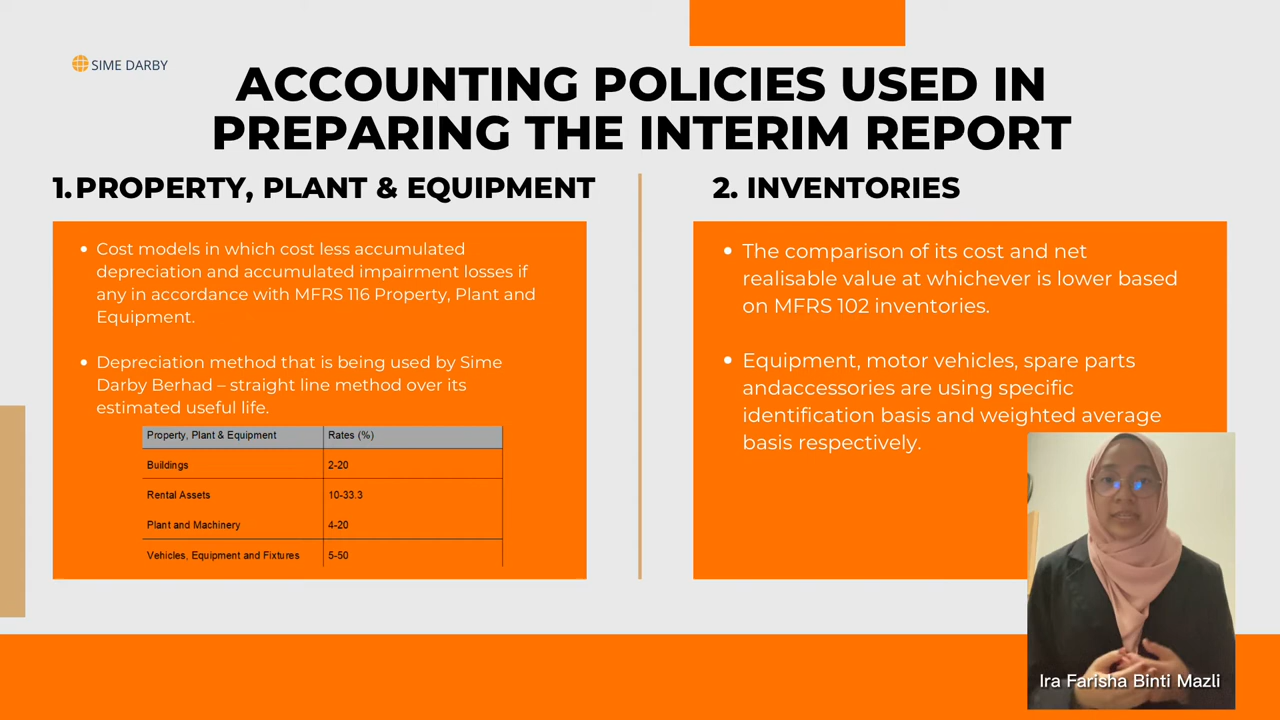 SIME DARBY
ACCOUNTING POLICIES USED IN
PREPARING THE INTERIM REPORT
1. PROPERTY, PLANT & EQUIPMENT
Cost models in which cost less accumulated
depreciation and accumulated impairment losses if
any in accordance with MFRS 116 Property, Plant and
Equipment.
Depreciation method that is being used by Sime
Darby Berhad – straight line method over its
estimated useful life.
Property, Plant & Equipment Rates (%)
Buildings 2-20
Rental Assets 10-33.3
Plant and Machinery 4-20
Vehicles, Equipment and Fixtures 5-50
2. INVENTORIES
The comparison of its cost and net
realisable value at whichever is lower based
on MFRS 102 inventories.
Equipment, motor vehicles, spare parts
andaccessories are using specific
identification basis and weighted average
basis respectively.
Ira Farisha Binti Mazli